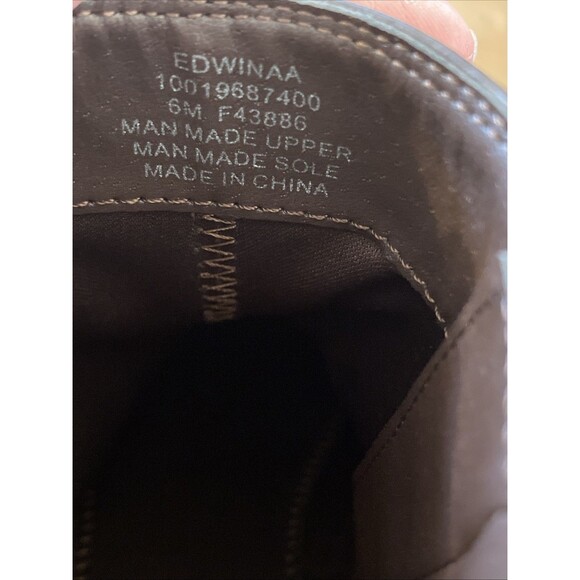 EDWINAA
10019687400
6M F43886
MAN MADE UPPER
MAN MADE SOLE
MADE IN CHINA